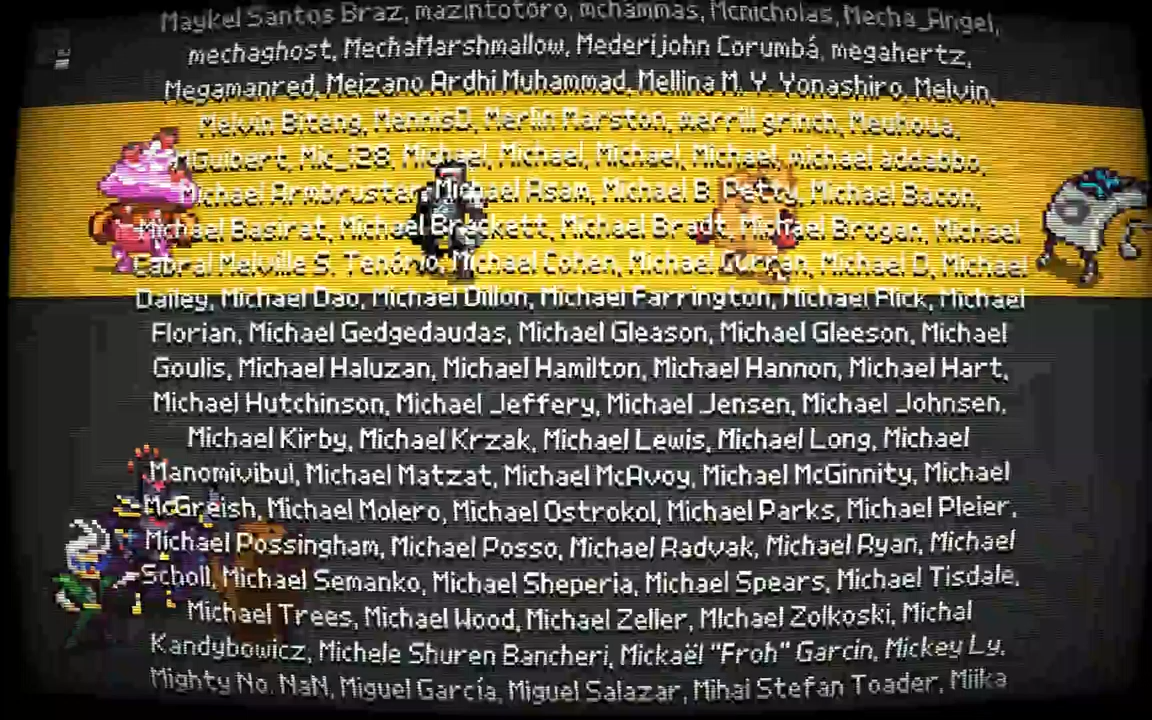 Maykel Santos Braz, mazintotoro, mchammas, Mcnicholas, Mecha_Angel,
mechaghost, MechaMarshmallow, Mederijohn Corumbá, megahertz,
Megamanred, Meizano Ardhi Muhammad, Mellina M. Y. Yonashiro, Melvin,
Melvin Biteng, MennisD, Merlin Marston, merrill grinch, Meuhoua,
MGuibert, Mic_128, Michael, Michael, Michael, Michael, michael addabbo,
Michael Armbruster, Michael Asam, Michael B Petty, Michael Bacon,
Michael Basirat, Michael Brackett, Michael Bradt, Michael Brogan, Michael
Cabral Melville S. Tenório, Michael Cohen, Michael Curran, Michael D, Michael
Dailey, Michael Dao, Michael Dillon, Michael Farrington, Michael Flick, Michael
Florian, Michael Gedgedaudas, Michael Gleason, Michael Gleeson, Michael
Goulis, Michael Haluzan, Michael Hamilton, Michael Hannon, Michael Hart,
Michael Hutchinson, Michael Jeffery, Michael Jensen, Michael Johnsen,
Michael Kirby, Michael Krzak, Michael Lewis, Michael Long, Michael
Manomivibul, Michael Matzat, Michael McAvoy, Michael McGinnity, Michael
McGreish, Michael Molero, Michael Ostrokol, Michael Parks, Michael Pleier,
Michael Possingham, Michael Posso, Michael Radvak, Michael Ryan, Michael
Scholl, Michael Semanko, Michael Sheperia, Michael Spears, Michael Tisdale,
Michael Trees, Michael Wood, Michael Zeller, MIchael Zolkoski, Michal
Kandybowicz, Michele Shuren Bancheri, Mickaël "Froh" Garcin, Mickey Ly,
Mighty No. NaN, Miguel García, Miguel Salazar, Mihai Stefan Toader, Miika